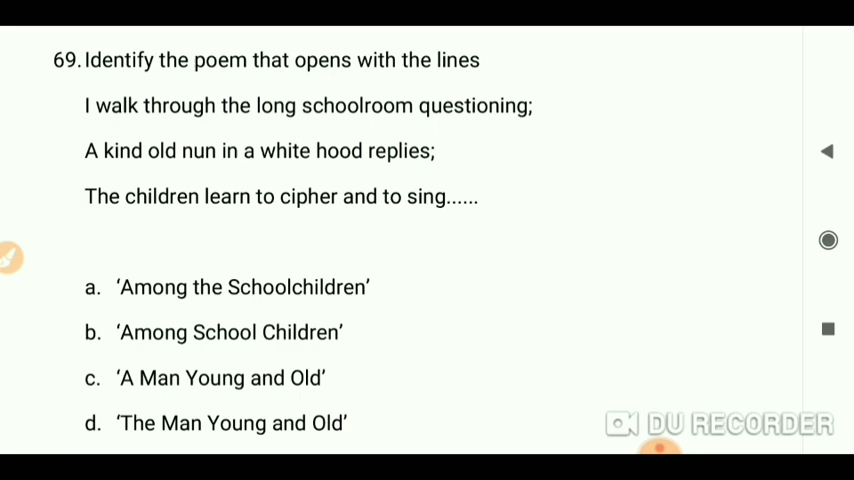 69. Identify the poem that opens with the lines
I walk through the long schoolroom questioning;
A kind old nun in a white hood replies;
The children learn to cipher and to sing......
a. ‘Among the Schoolchildren’
b. ‘Among School Children’
c. ‘A Man Young and Old’
d. ‘The Man Young and Old’
DU RECORDER